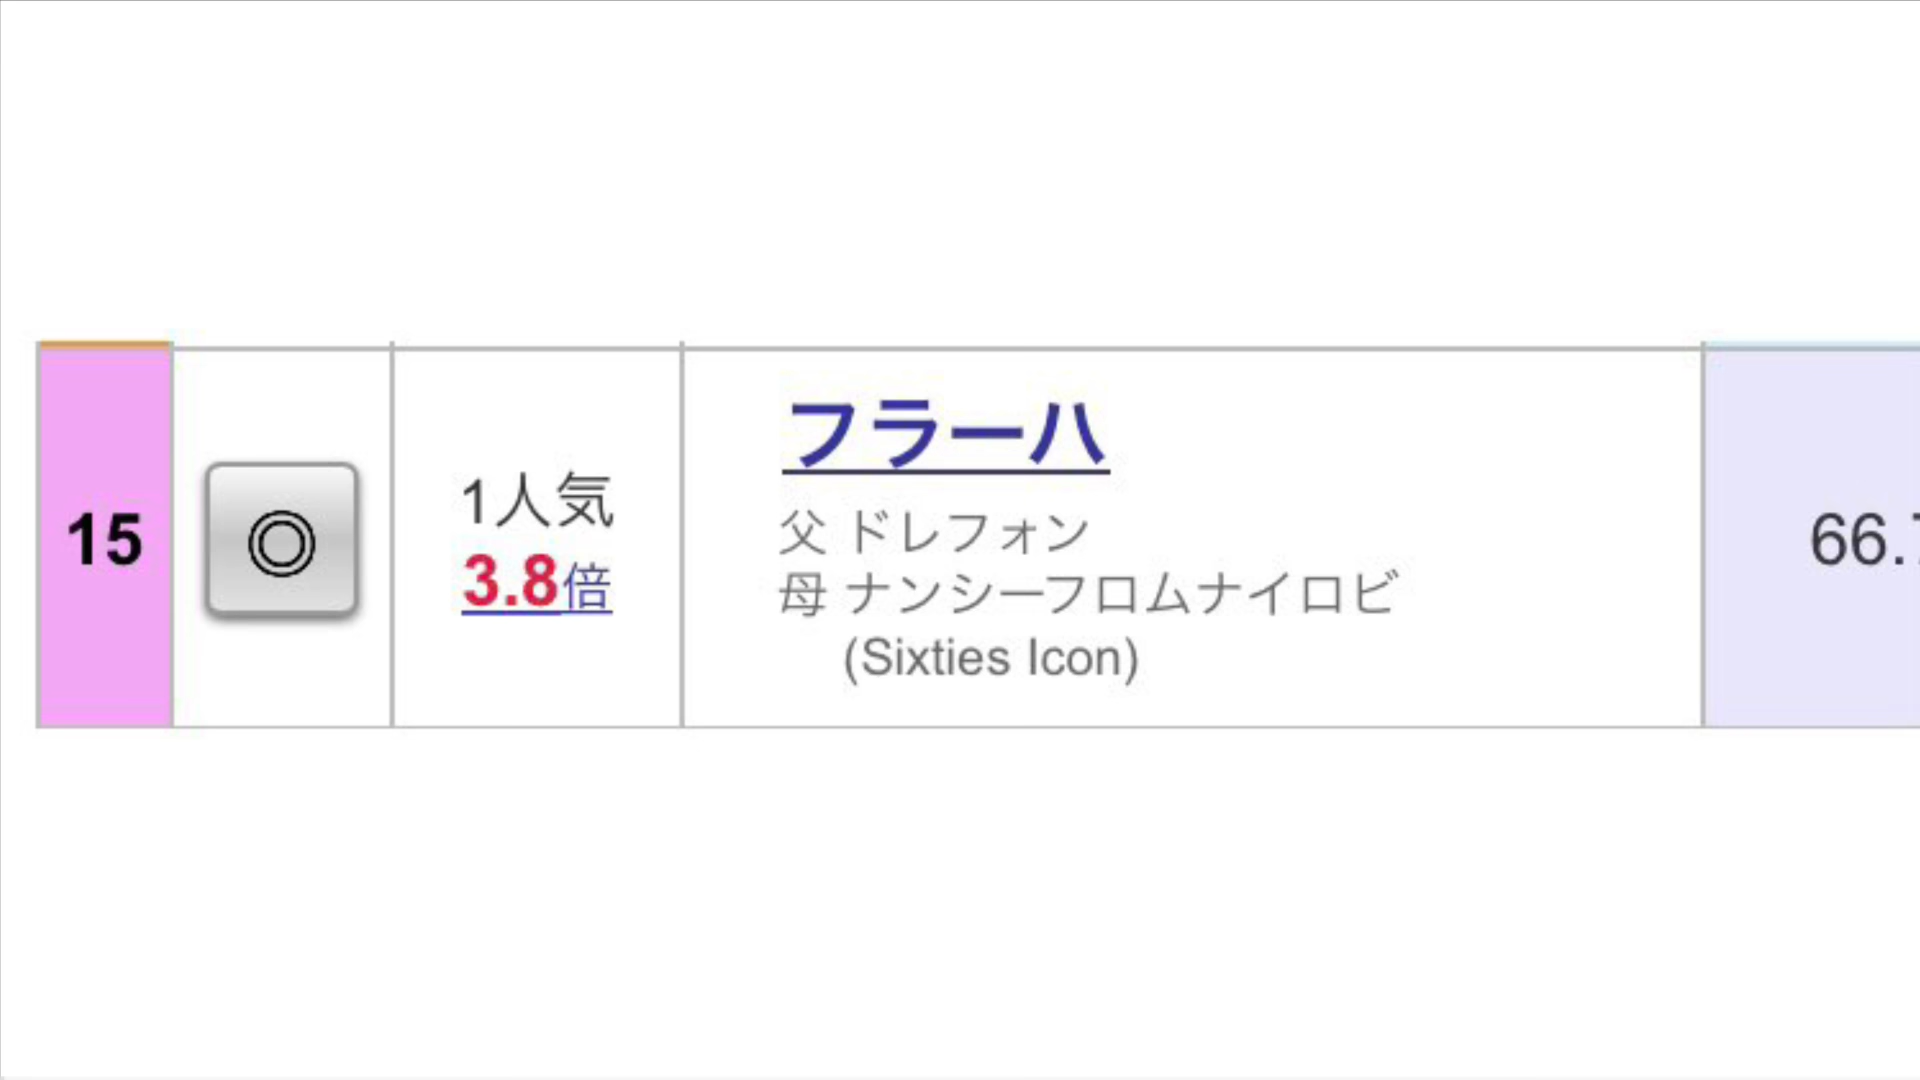 15
◎
1人気
3.8倍
フラーハ
父 ドレフォン
母 ナンシーフロムナイロビ
(Sixties Icon)
66.7